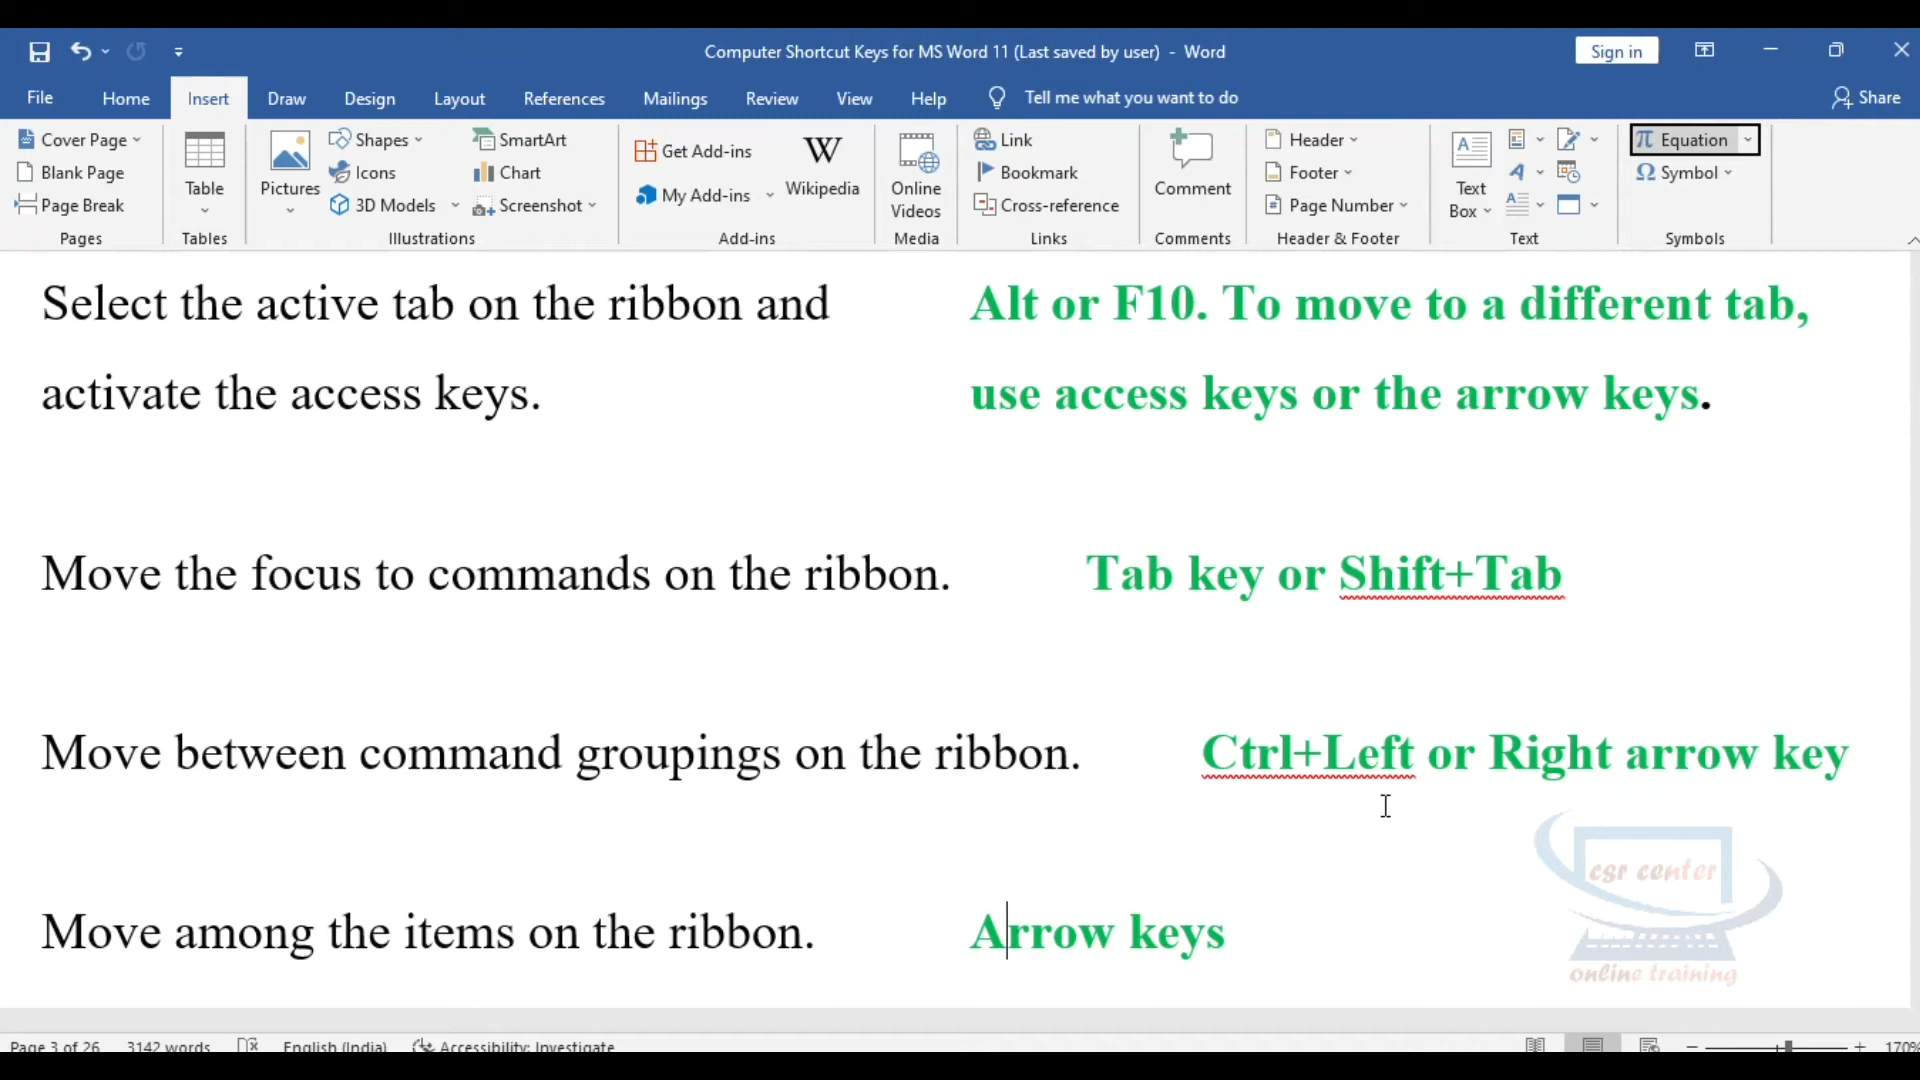 Computer Shortcut Keys for MS Word 11 (Last saved by user) - Word
Sign in
File Home Insert Draw Design Layout References Mailings Review View Help Tell me what you want to do Share
Cover Page
Blank Page
Page Break
Pages
Table
Tables
Pictures
Shapes
Icons
3D Models
SmartArt
Chart
Screenshot
Illustrations
Get Add-ins
My Add-ins
W
Wikipedia
Add-ins
Online
Videos
Media
Link
Bookmark
Cross-reference
Links
Comment
Comments
Header
Footer
Page Number
Header & Footer
Text
Box
Text
π Equation
Ω Symbol
Symbols
Select the active tab on the ribbon and Alt or F10. To move to a different tab,
activate the access keys. use access keys or the arrow keys.
Move the focus to commands on the ribbon. Tab key or Shift+Tab
Move between command groupings on the ribbon. Ctrl+Left or Right arrow key
Move among the items on the ribbon. Arrow keys
csr center
online training
Page 3 of 26 3142 words English (India) Accessibility: Investigate 170%